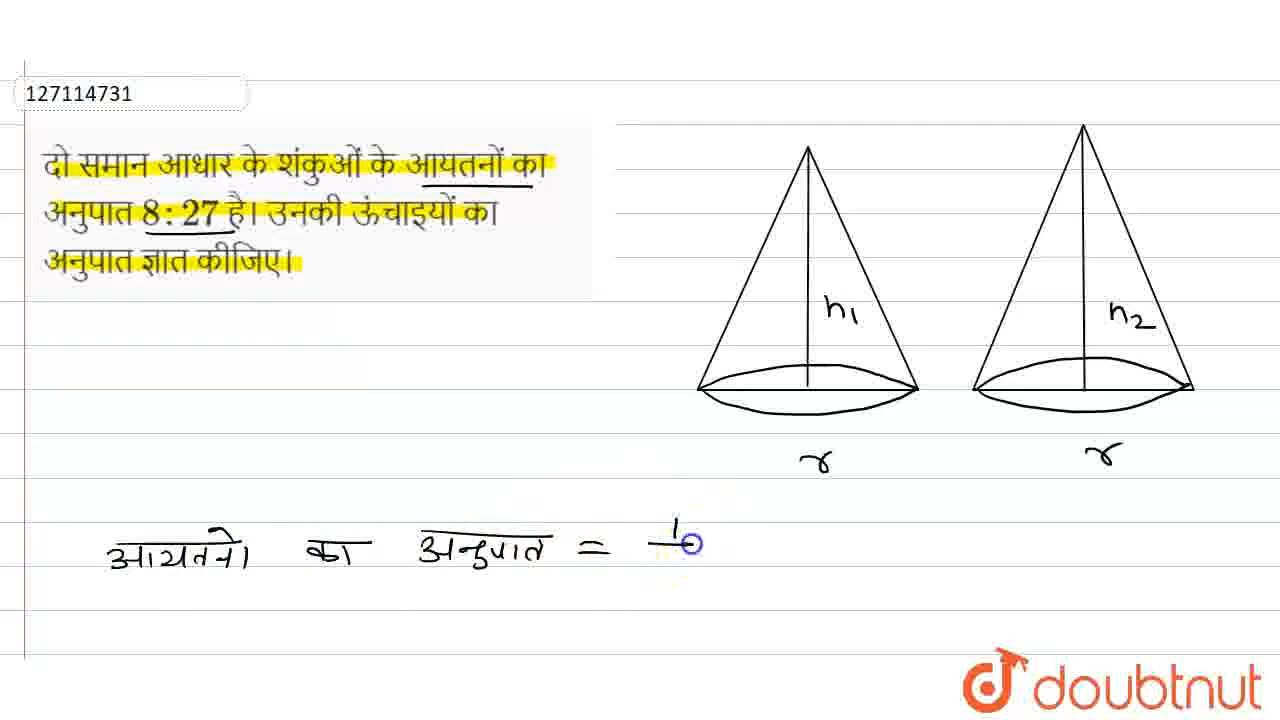 127114731
दो समान आधार के शंकुओं के आयतनों का
अनुपात 8 : 27 है। उनकी ऊंचाइयों का
अनुपात ज्ञात कीजिए।
h1
h2
r
r
आयतनो का अनुपात = 1
doubtnut